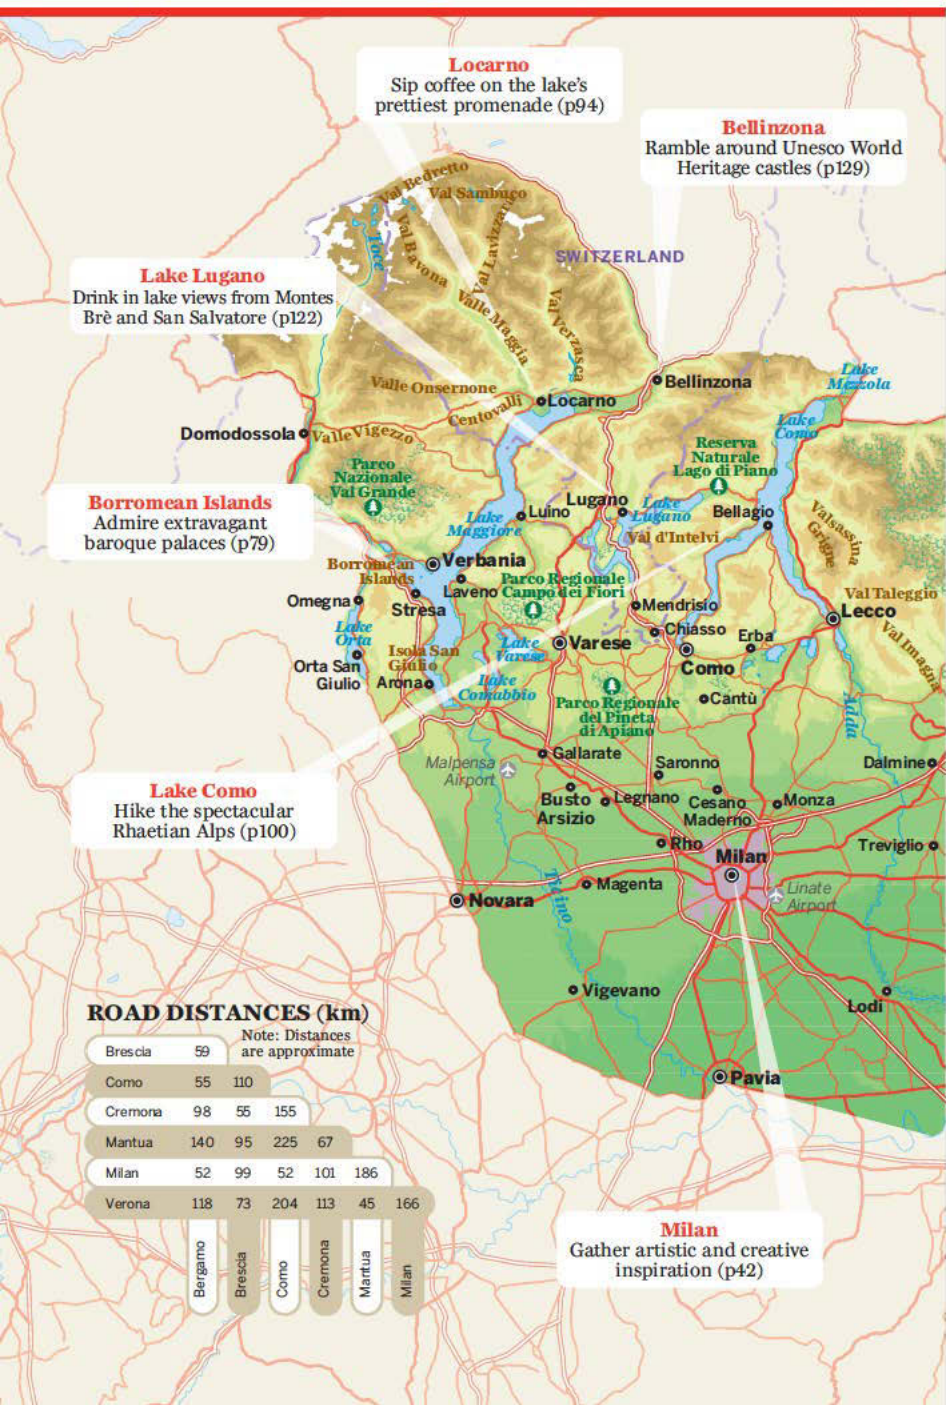 Locarno
Sip coffee on the lake's
prettiest promenade (p94)
Bellinzona
Ramble around Unesco World
Heritage castles (p129)
Val Bedretto
Val Sambuco
Val Lavizzara
Val Bavona
Toce
SWITZERLAND
Lake Lugano
Drink in lake views from Montes
Brè and San Salvatore (p122)
Valle Maggia
Val Verzasca
Lake
Mezzola
Bellinzona
Valle Onsernone
Locarno
Centovalli
Lake
Como
Domodossola
Valle Vigezzo
Reserva
Naturale
Lago di Piano
Parco
Nazionale
Val Grande
Borromean Islands
Admire extravagant
baroque palaces (p79)
Lugano
Lake
Lugano
Luino
Bellagio
Lake
Maggiore
Val d'Intelvi
Valsassina
Grigne
Borromean
Islands
Verbania
Parco Regionale
Campo dei Fiori
Laveno
Val Taleggio
Omegna
Stresa
Mendrisio
Lecco
Lake
Orta
Chiasso
Erba
Val Imagna
Isola San
Giulio
Lake
Varese
Varese
Como
Orta San
Giulio
Arona
Lake
Comabbio
Cantù
Adda
Parco Regionale
del Pineta
di Apiano
Gallarate
Malpensa
Airport
Saronno
Dalmine
Lake Como
Hike the spectacular
Rhaetian Alps (p100)
Busto
Arsizio
Legnano
Cesano
Maderno
Monza
Rho
Milan
Treviglio
Ticino
Magenta
Linate
Airport
Novara
Vigevano
Lodi
Pavia
ROAD DISTANCES (km)
Note: Distances
are approximate
Brescia 59
Como 55 110
Cremona 98 55 155
Mantua 140 95 225 67
Milan 52 99 52 101 186
Verona 118 73 204 113 45 166
Bergamo Brescia Como Cremona Mantua Milan
Milan
Gather artistic and creative
inspiration (p42)